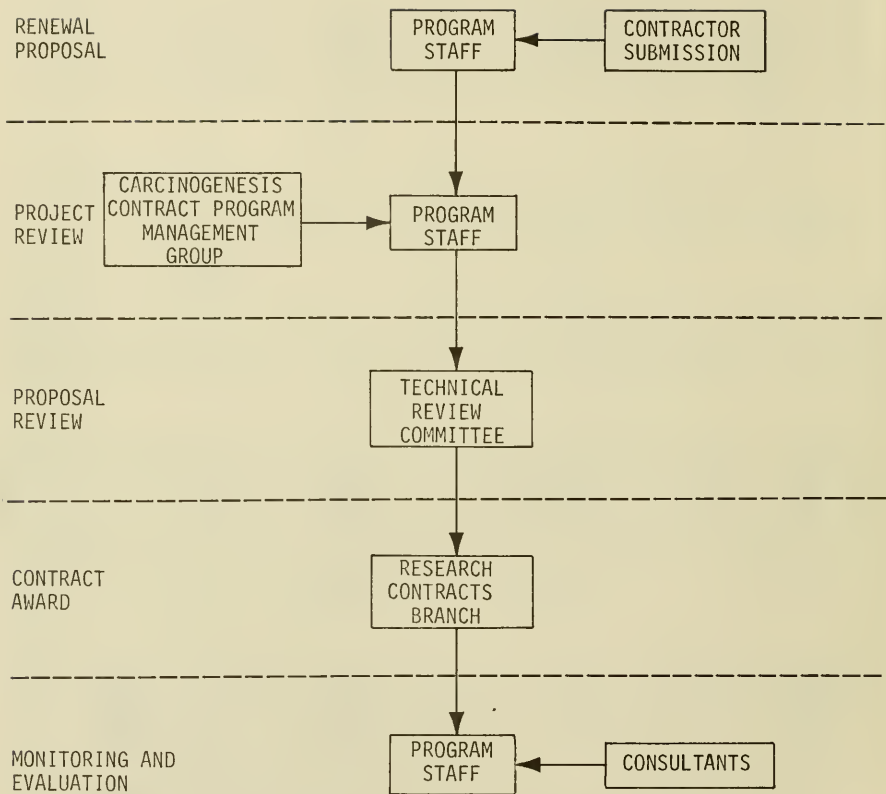 RENEWAL
PROPOSAL
PROGRAM
STAFF
CONTRACTOR
SUBMISSION
PROJECT
REVIEW
CARCINOGENESIS
CONTRACT PROGRAM
MANAGEMENT
GROUP
PROGRAM
STAFF
PROPOSAL
REVIEW
TECHNICAL
REVIEW
COMMITTEE
CONTRACT
AWARD
RESEARCH
CONTRACTS
BRANCH
MONITORING AND
EVALUATION
PROGRAM
STAFF
CONSULTANTS